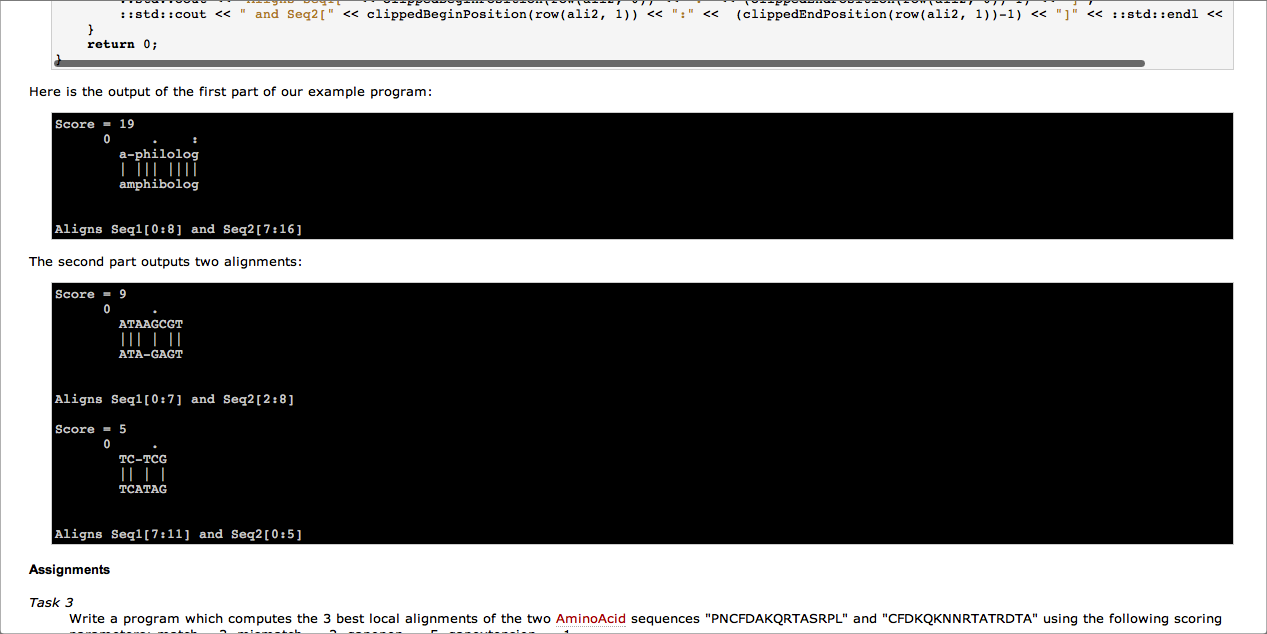 ::std::cout << " and Seq2[" << clippedBeginPosition(row(ali2, 1)) << ":" <<  (clippedEndPosition(row(ali2, 1))-1) << "]" << ::std::endl <<
}
return 0;
}
Here is the output of the first part of our example program:
Score = 19
0     .    :
a-philolog
| ||| ||||
amphibolog
Aligns Seq1[0:8] and Seq2[7:16]
The second part outputs two alignments:
Score = 9
0     .
ATAAGCGT
||| | ||
ATA-GAGT
Aligns Seq1[0:7] and Seq2[2:8]
Score = 5
0     .
TC-TCG
|| | |
TCATAG
Aligns Seq1[7:11] and Seq2[0:5]
Assignments
Task 3
Write a program which computes the 3 best local alignments of the two AminoAcid sequences "PNCFDAKQRTASRPL" and "CFDKQKNNRTATRDTA" using the following scoring